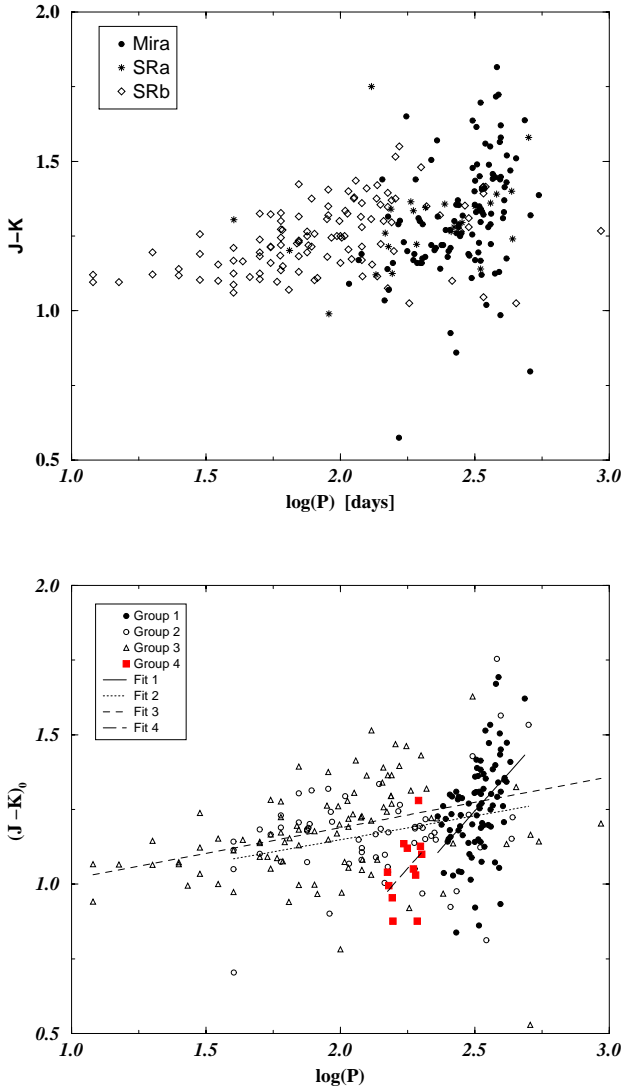 2.0
Mira
SRa
SRb
1.5
J−K
1.0
0.5
1.0 1.5 2.0 2.5 3.0
log(P) [days]
2.0
Group 1
Group 2
Group 3
Group 4
Fit 1
Fit 2
Fit 3
Fit 4
1.5
(J −K)0
1.0
0.5
1.0 1.5 2.0 2.5 3.0
log(P)